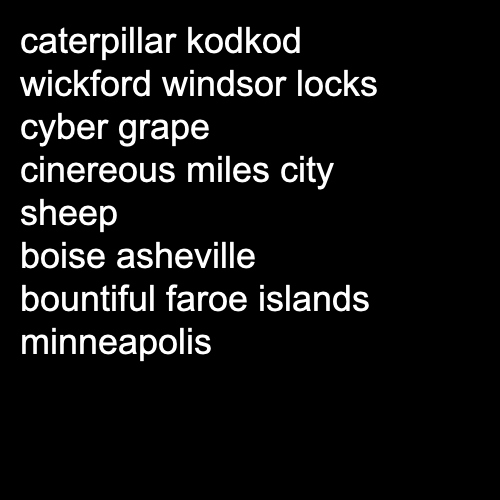 caterpillar kodkod
wickford windsor locks
cyber grape
cinereous miles city
sheep
boise asheville
bountiful faroe islands
minneapolis